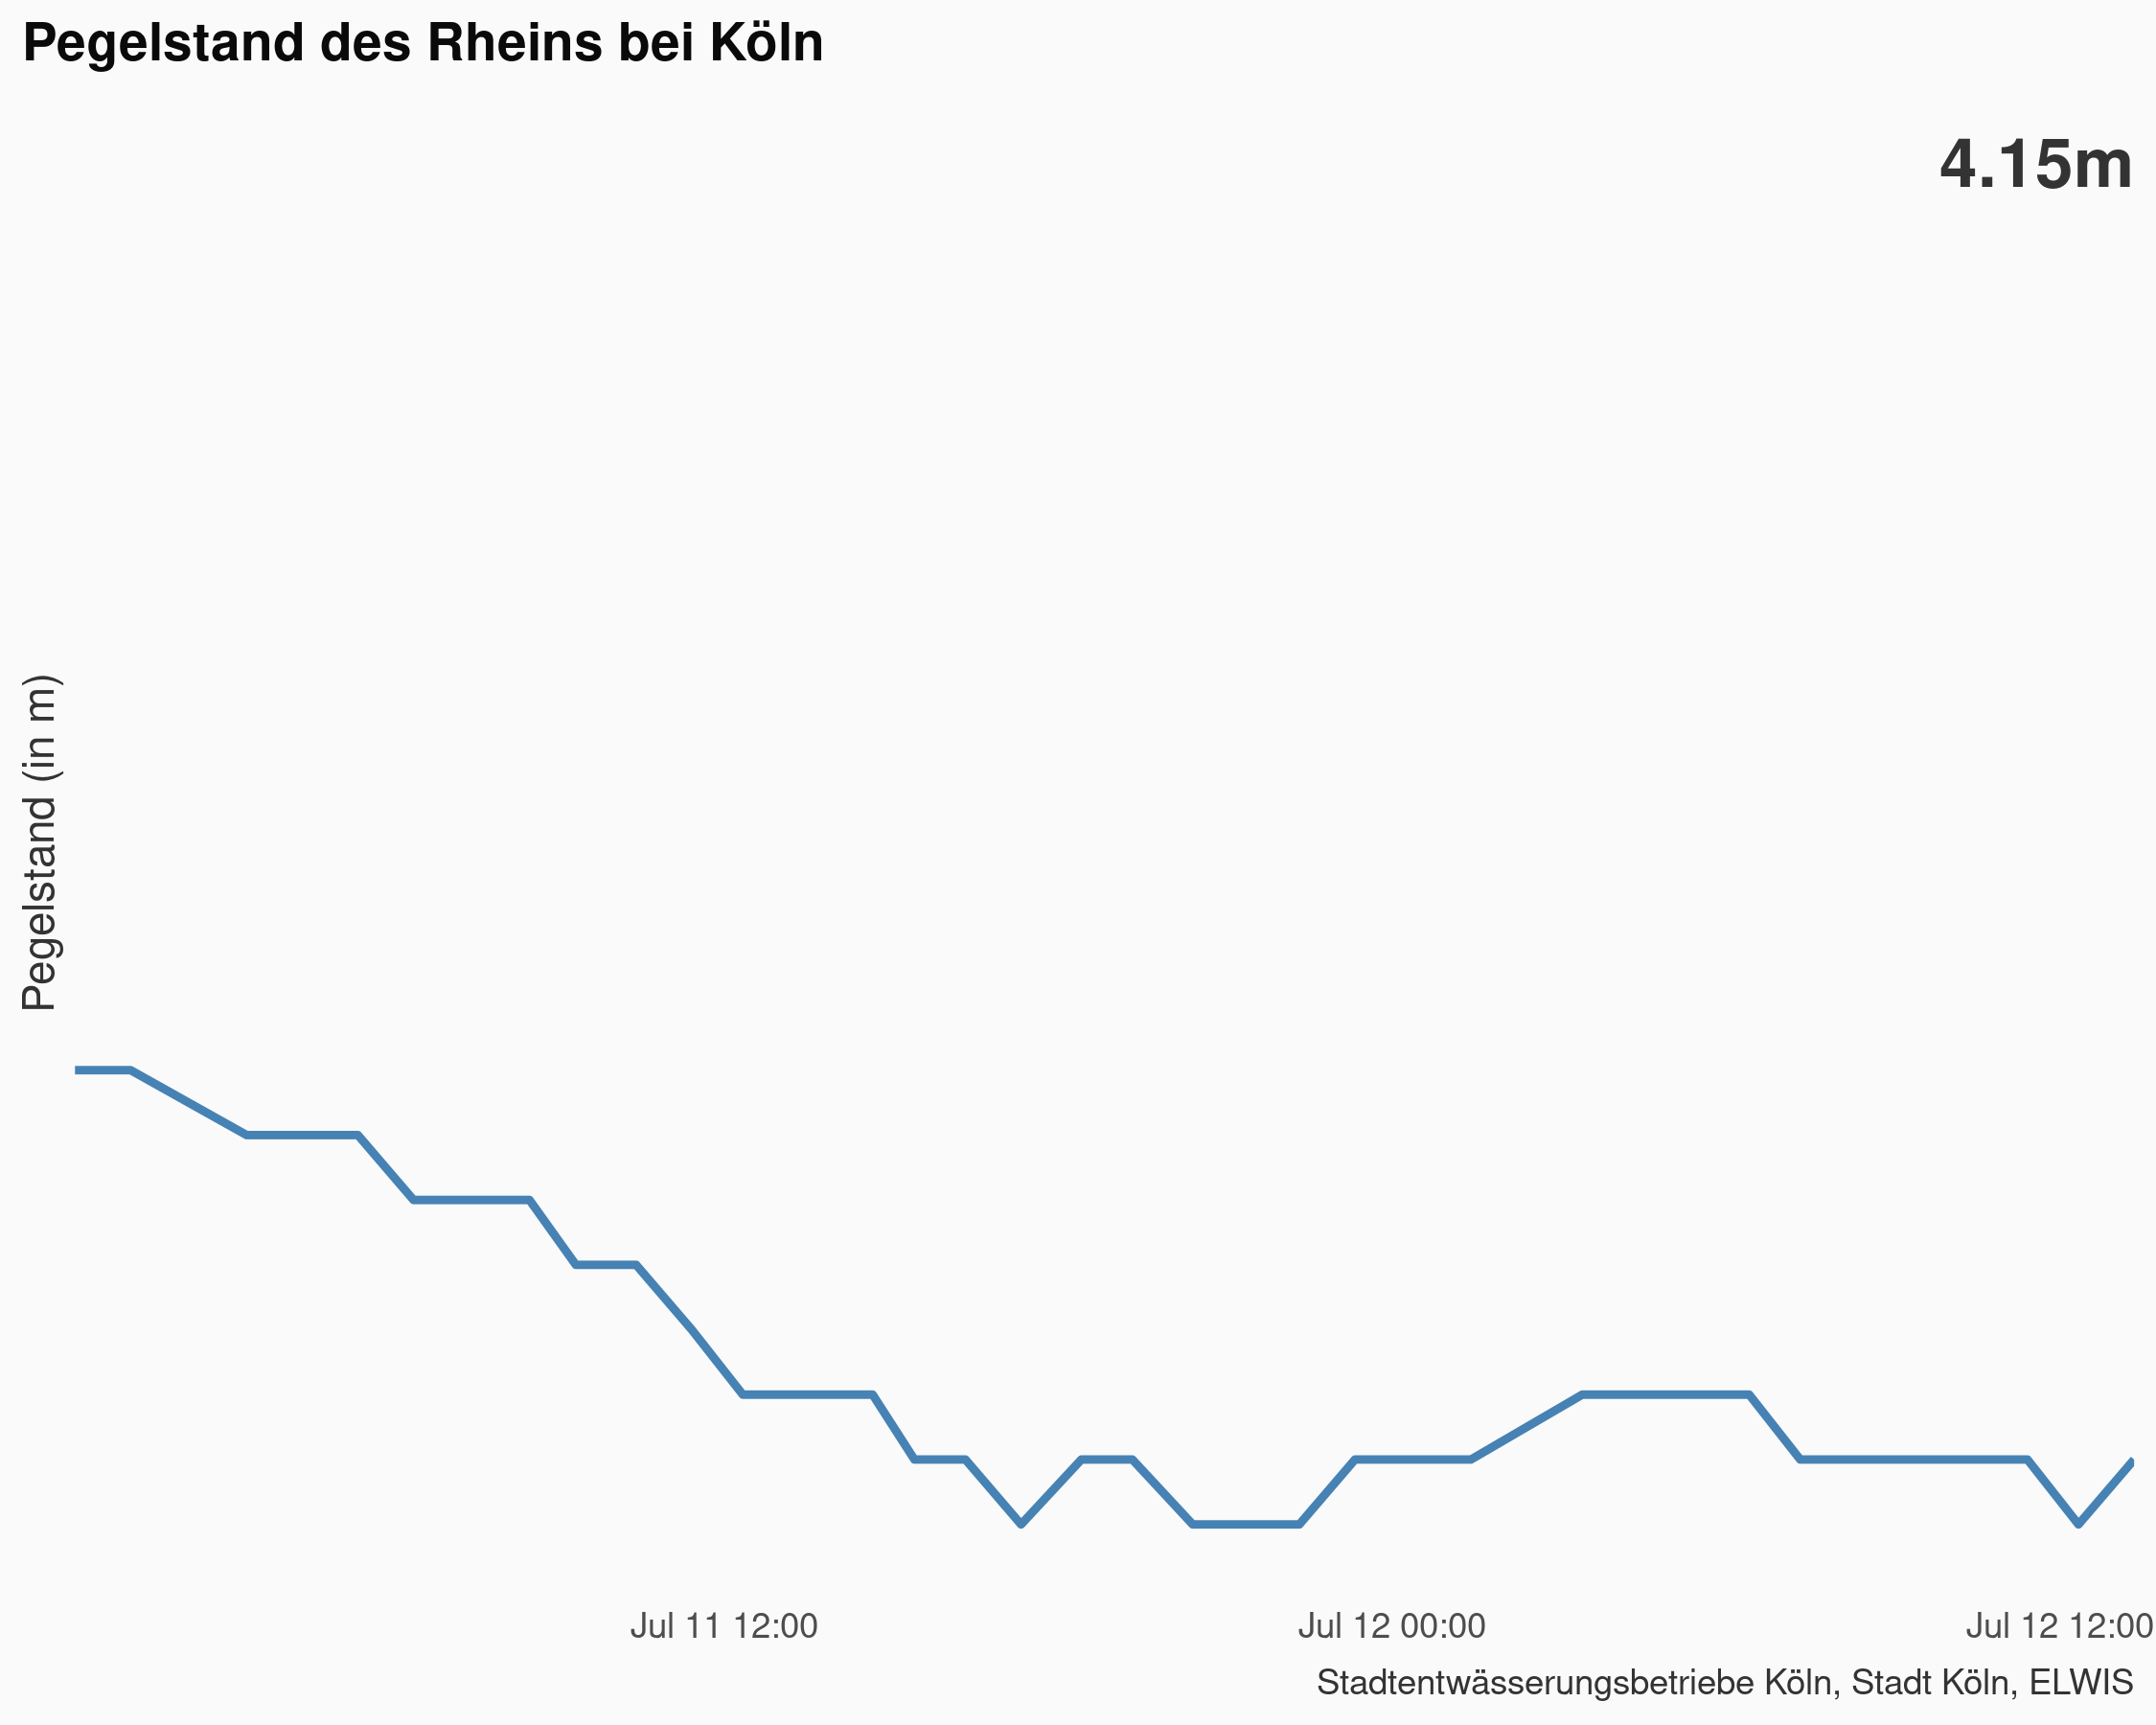 Pegelstand des Rheins bei Köln
4.15m
Pegelstand (in m)
Jul 11 12:00
Jul 12 00:00
Jul 12 12:00
Stadtentwässerungsbetriebe Köln, Stadt Köln, ELWIS